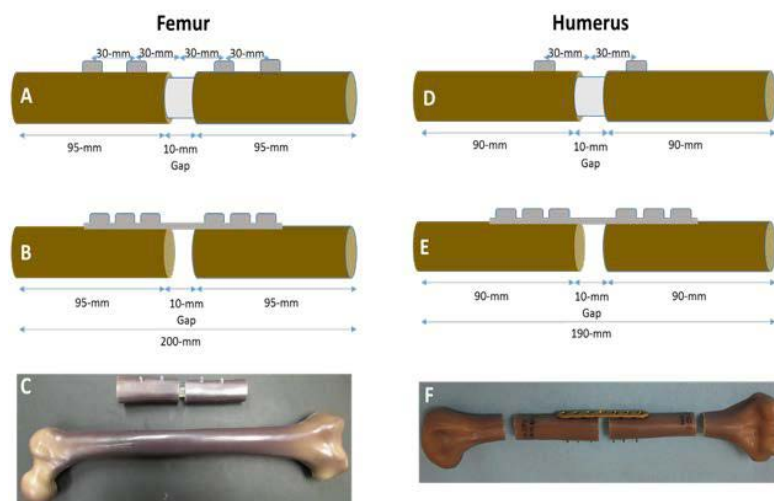 Femur
30-mm 30-mm 30-mm 30-mm
A
95-mm 10-mm 95-mm
Gap
B
95-mm 10-mm 95-mm
Gap
200-mm
C
Humerus
30-mm 30-mm
D
90-mm 10-mm 90-mm
Gap
E
90-mm 10-mm 90-mm
Gap
190-mm
F